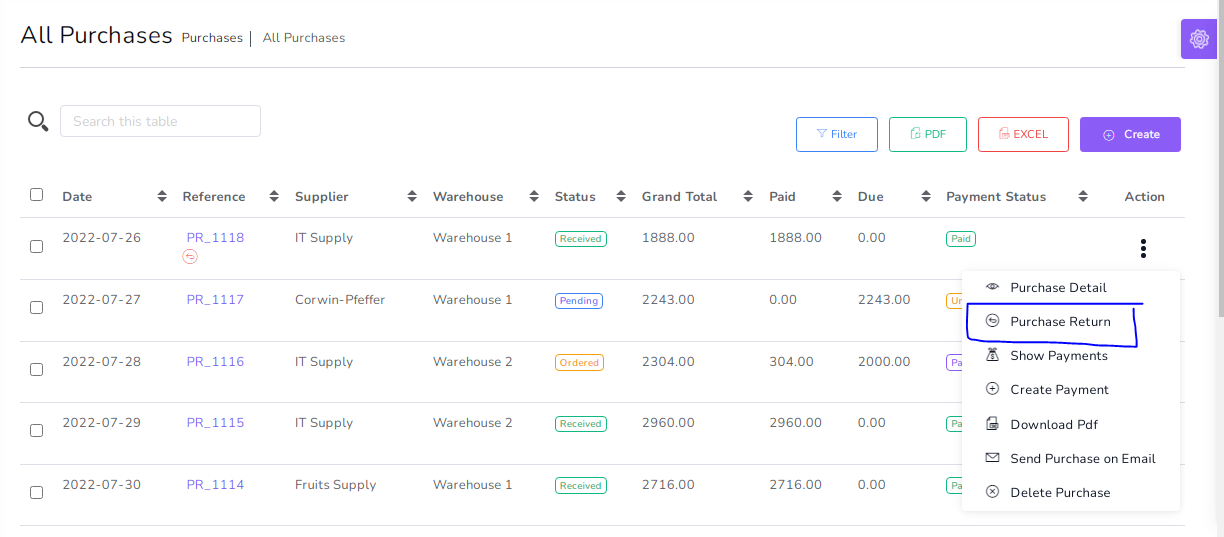 All Purchases Purchases | All Purchases
Search this table
Filter PDF EXCEL Create
Date Reference Supplier Warehouse Status Grand Total Paid Due Payment Status Action
2022-07-26 PR_1118 IT Supply Warehouse 1 Received 1888.00 1888.00 0.00 Paid
Purchase Detail
2022-07-27 PR_1117 Corwin-Pfeffer Warehouse 1 Pending 2243.00 0.00 2243.00 Un
Purchase Return
Show Payments
2022-07-28 PR_1116 IT Supply Warehouse 2 Ordered 2304.00 304.00 2000.00 Pa
Create Payment
2022-07-29 PR_1115 IT Supply Warehouse 2 Received 2960.00 2960.00 0.00 Pa
Download Pdf
Send Purchase on Email
2022-07-30 PR_1114 Fruits Supply Warehouse 1 Received 2716.00 2716.00 0.00 Pa
Delete Purchase